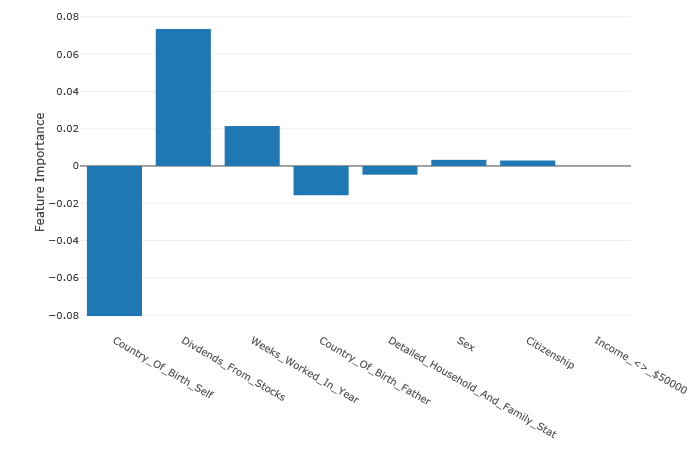 0.08
0.06
0.04
0.02
0
−0.02
−0.04
−0.06
−0.08
Feature Importance
Country_Of_Birth_Self
Divdends_From_Stocks
Weeks_Worked_In_Year
Country_Of_Birth_Father
Detailed_Household_And_Family_Stat
Sex
Citizenship
Income_<>_$50000